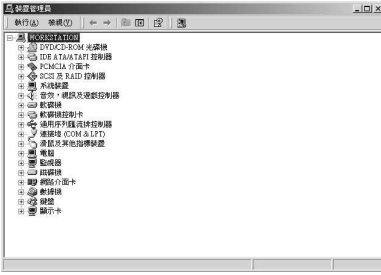 裝置管理員
執行(A) 檢視(V)
WORKSTATION
DVD/CD-ROM 光碟機
IDE ATA/ATAPI 控制器
PCMCIA 介面卡
SCSI 及 RAID 控制器
系統裝置
音效，視訊及遊戲控制器
軟碟機
軟碟機控制卡
通用序列匯流排控制器
連接埠 (COM & LPT)
滑鼠及其他指標裝置
電腦
監視器
磁碟機
網路介面卡
數據機
鍵盤
顯示卡